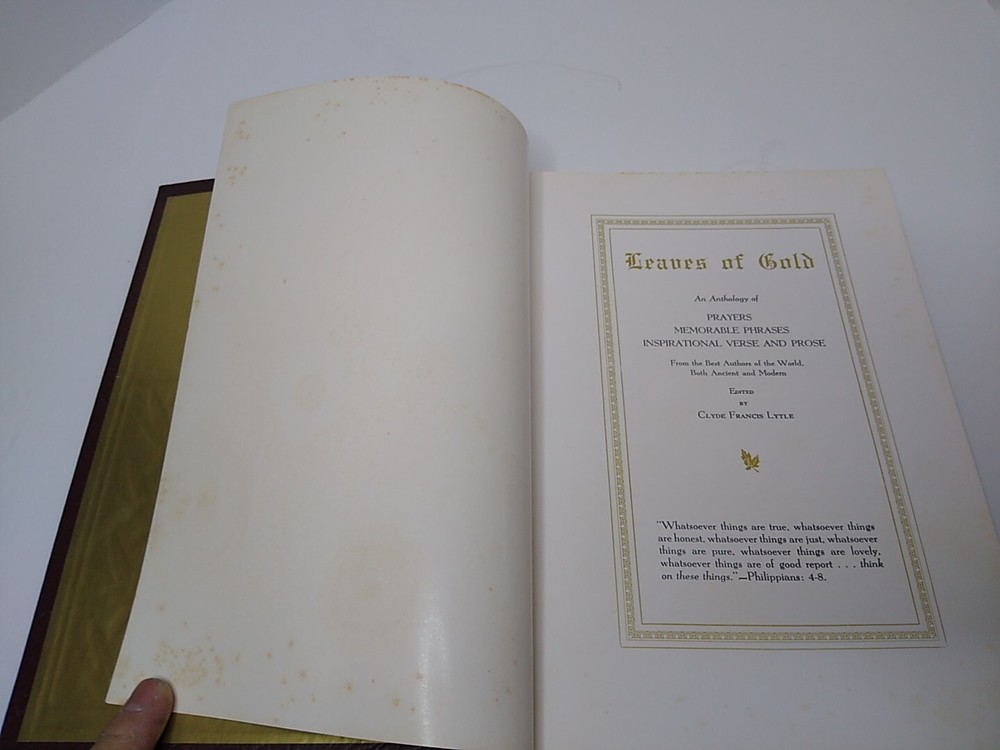 Leaves of Gold
An Anthology of
PRAYERS
MEMORABLE PHRASES
INSPIRATIONAL VERSE AND PROSE
From the Best Authors of the World,
Both Ancient and Modern
EDITED
BY
CLYDE FRANCIS LYTLE
"Whatsoever things are true, whatsoever things
are honest, whatsoever things are just, whatsoever
things are pure, whatsoever things are lovely,
whatsoever things are of good report . . . think
on these things."—Philippians: 4-8.